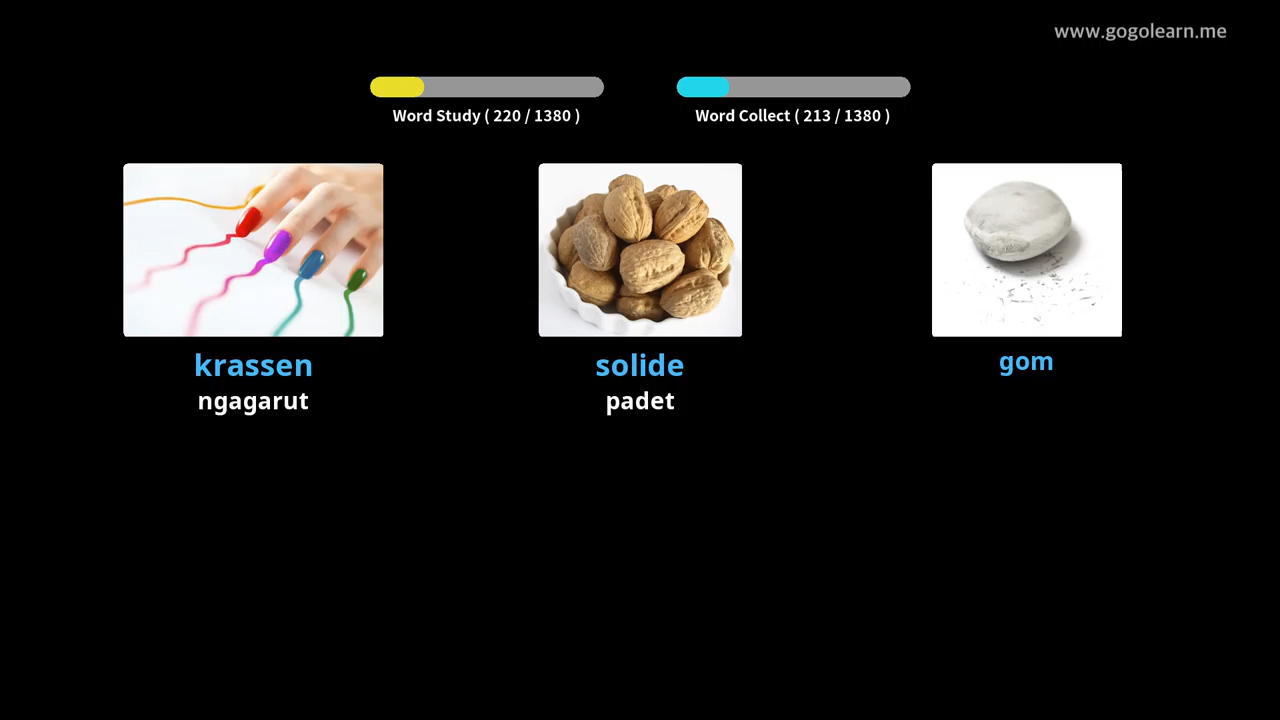 www.gogolearn.me
Word Study ( 220 / 1380 )
Word Collect ( 213 / 1380 )
krassen
ngagarut
solide
padet
gom